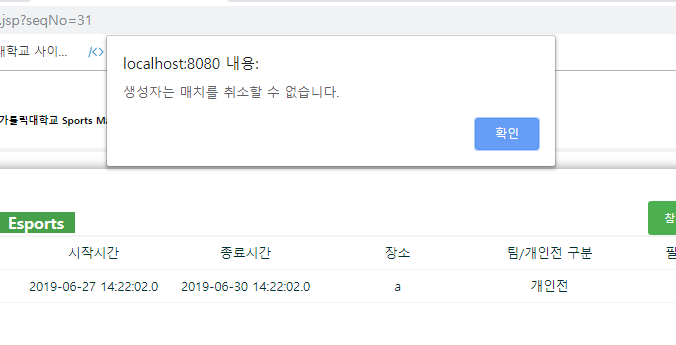 .jsp?seqNo=31
대학교 사이...
localhost:8080 내용:
생성자는 매치를 취소할 수 없습니다.
확인
가톨릭대학교 Sports Ma
Esports
참
시작시간 종료시간 장소 팀/개인전 구분 필
2019-06-27 14:22:02.0 2019-06-30 14:22:02.0 a 개인전